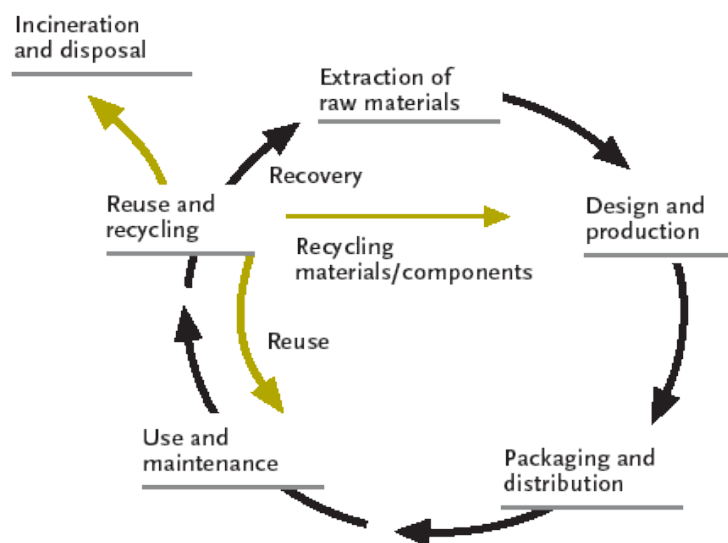 Incineration
and disposal
Extraction of
raw materials
Recovery
Reuse and
recycling
Design and
production
Recycling
materials/components
Reuse
Use and
maintenance
Packaging and
distribution